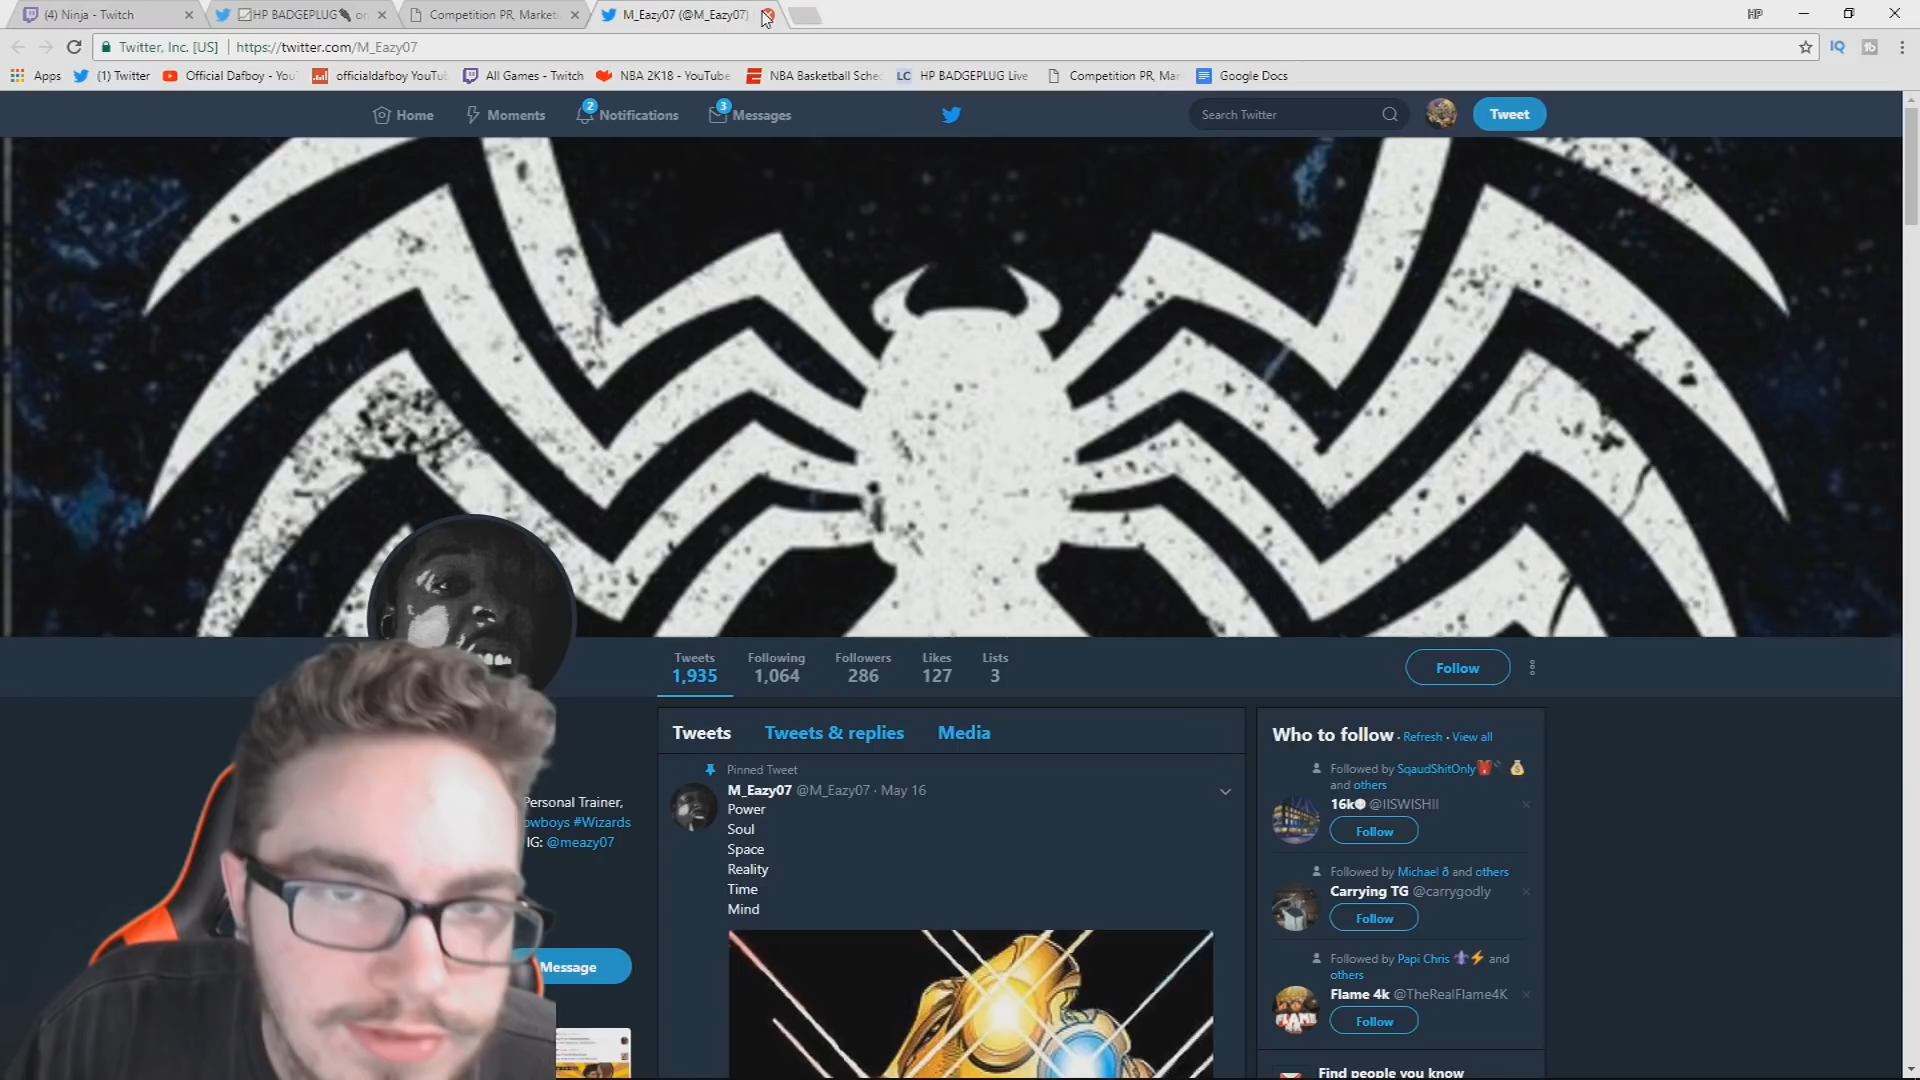 (4) Ninja - Twitch
HP BADGEPLUG
Competition PR, Market
M_Eazy07 (@M_Eazy07)
HP
Twitter, Inc. [US]
https://twitter.com/M_Eazy07
Apps
(1) Twitter
Official Dafboy - You
officialdafboy YouTu
All Games - Twitch
NBA 2K18 - YouTube
NBA Basketball Sche
LC HP BADGEPLUG Live
Competition PR, Mar
Google Docs
Home
Moments
2
Notifications
3
Messages
Search Twitter
Tweet
Tweets
1,935
Following
1,064
Followers
286
Likes
127
Lists
3
Follow
Personal Trainer,
owboys #Wizards
IG: @meazy07
Message
Tweets
Tweets & replies
Media
Pinned Tweet
M_Eazy07 @M_Eazy07 · May 16
Power
Soul
Space
Reality
Time
Mind
Who to follow · Refresh · View all
Followed by SqaudShitOnly
and others
16k @IISWISHII
Follow
Followed by Michael ð and others
Carrying TG @carrygodly
Follow
Followed by Papi Chris ⚡ and
others
Flame 4k @TheRealFlame4K
FLAME
Follow
Find people you know